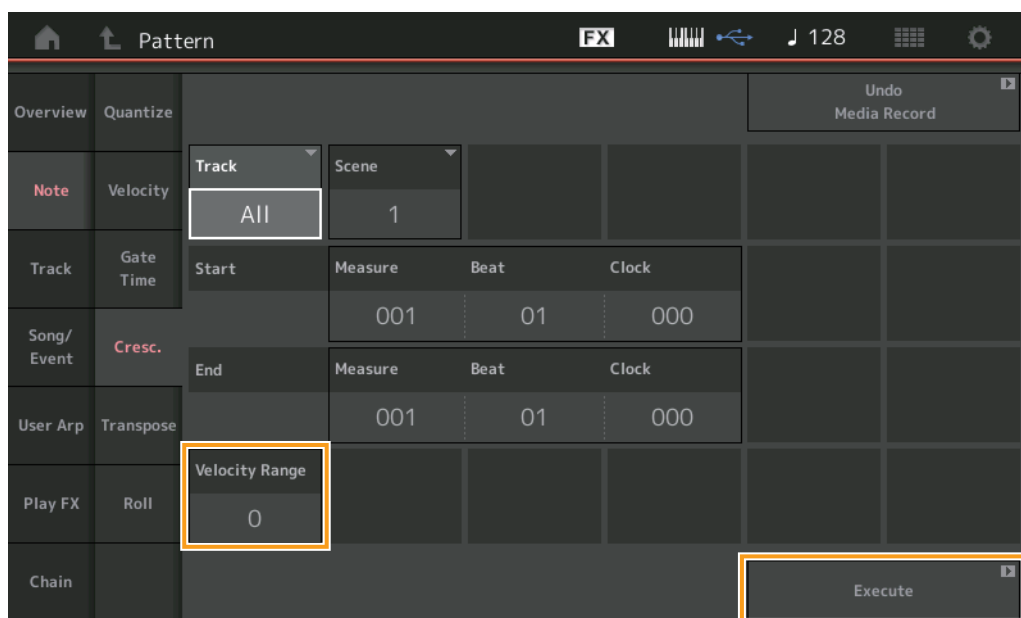 Pattern FX ♩ 128
Undo
Media Record
Overview
Quantize
Note
Velocity
Track
All
Scene
1
Track
Gate
Time
Start
Measure Beat Clock
001 01 000
Song/
Event
Cresc.
End
Measure Beat Clock
001 01 000
User Arp
Transpose
Velocity Range
0
Play FX
Roll
Chain
Execute